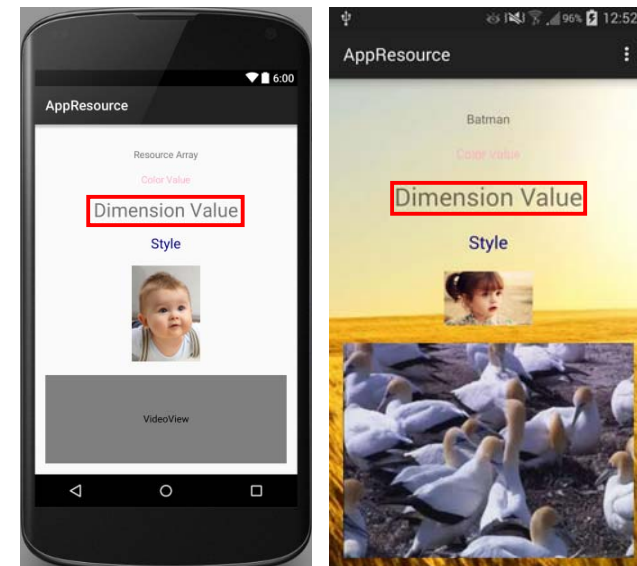 6:00
AppResource
Resource Array
Color Value
Dimension Value
Style
VideoView
96% 12:52
AppResource
Batman
Color Value
Dimension Value
Style